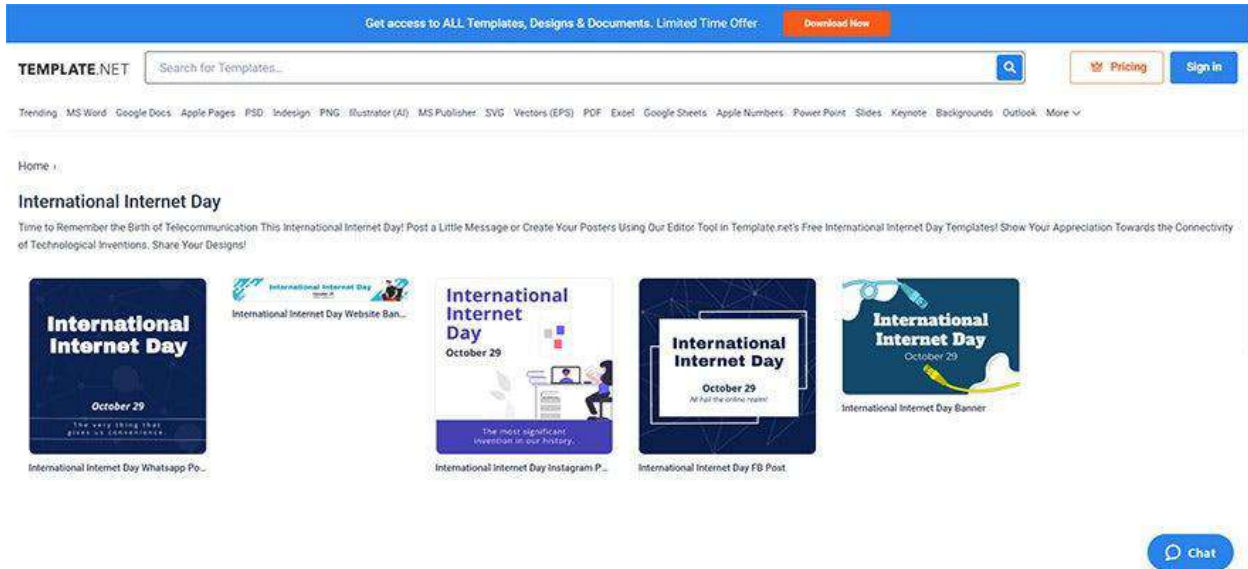 Get access to ALL Templates, Designs & Documents. Limited Time Offer Download Now
TEMPLATE.NET Search for Templates... Pricing Sign in
Trending MS Word Google Docs Apple Pages PSD Indesign PNG Illustrator (AI) MS Publisher SVG Vectors (EPS) PDF Excel Google Sheets Apple Numbers Power Point Slides Keynote Backgrounds Outlook More
Home ›
International Internet Day
Time to Remember the Birth of Telecommunication This International Internet Day! Post a Little Message or Create Your Posters Using Our Editor Tool in Template.net's Free International Internet Day Templates! Show Your Appreciation Towards the Connectivity
of Technological Inventions. Share Your Designs!
International
Internet Day
October 29
The very thing that
gives us convenience.
International Internet Day Whatsapp Po...
International Internet Day
International Internet Day Website Ban...
International
Internet
Day
October 29
The most significant
invention in our history.
International Internet Day Instagram P...
International
Internet Day
October 29
All hail the online realm!
International Internet Day FB Post
International
Internet Day
October 29
International Internet Day Banner
Chat